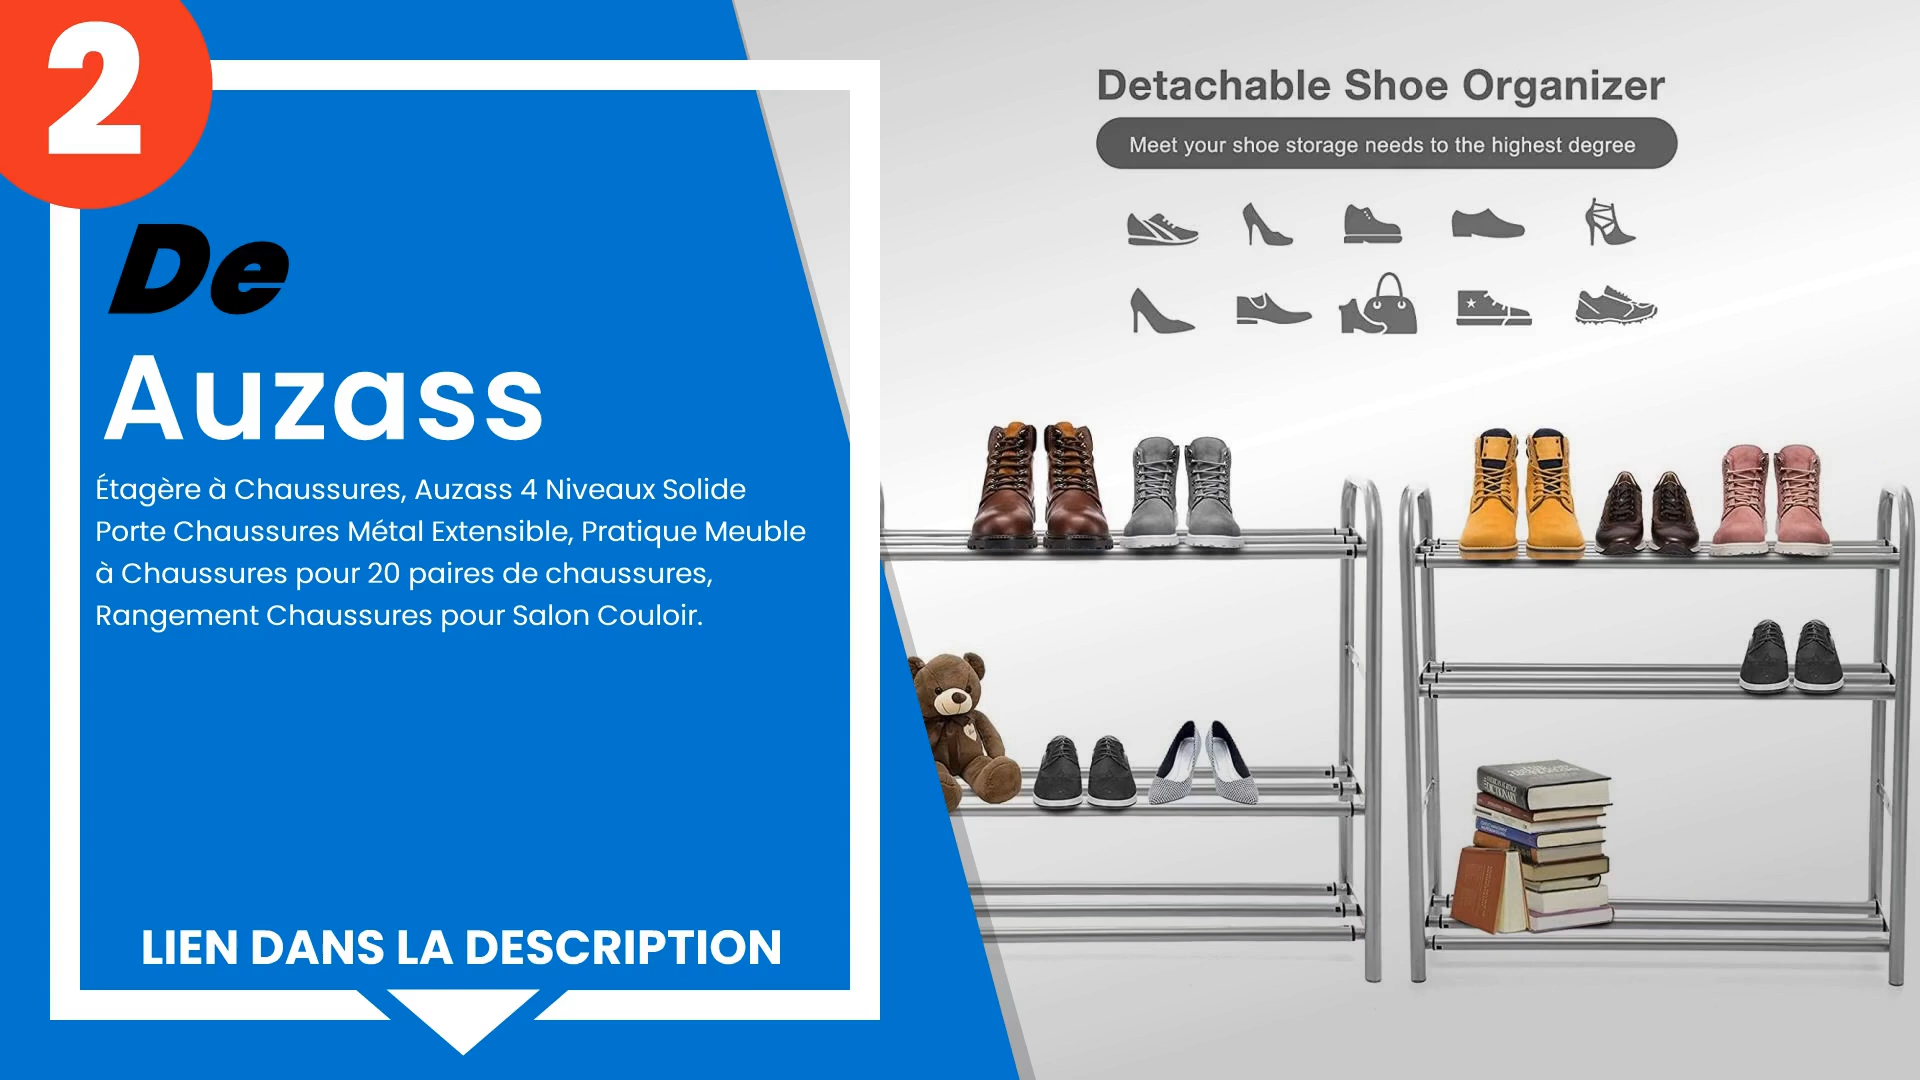 2
De
Auzass
Étagère à Chaussures, Auzass 4 Niveaux Solide
Porte Chaussures Métal Extensible, Pratique Meuble
à Chaussures pour 20 paires de chaussures,
Rangement Chaussures pour Salon Couloir.
LIEN DANS LA DESCRIPTION
Detachable Shoe Organizer
Meet your shoe storage needs to the highest degree